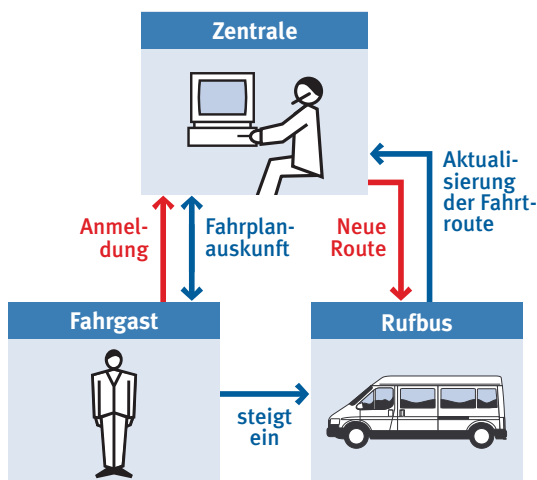 Zentrale
Anmel-
dung
Fahrplan-
auskunft
Neue
Route
Aktuali-
sierung
der Fahrt-
route
Fahrgast
Rufbus
steigt
ein